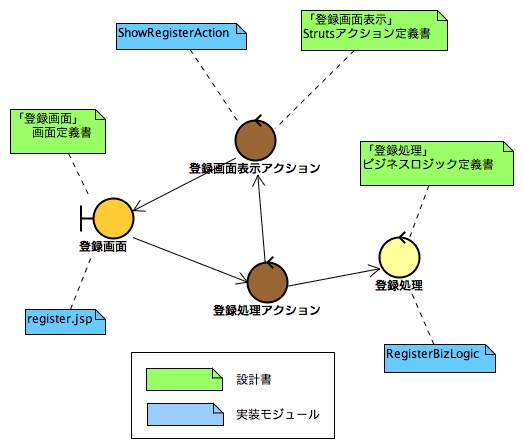 ShowRegisterAction
「登録画面表示」
Strutsアクション定義書
「登録画面」
画面定義書
登録画面表示アクション
「登録処理」
ビジネスロジック定義書
登録画面
登録処理
登録処理アクション
register.jsp
RegisterBizLogic
設計書
実装モジュール